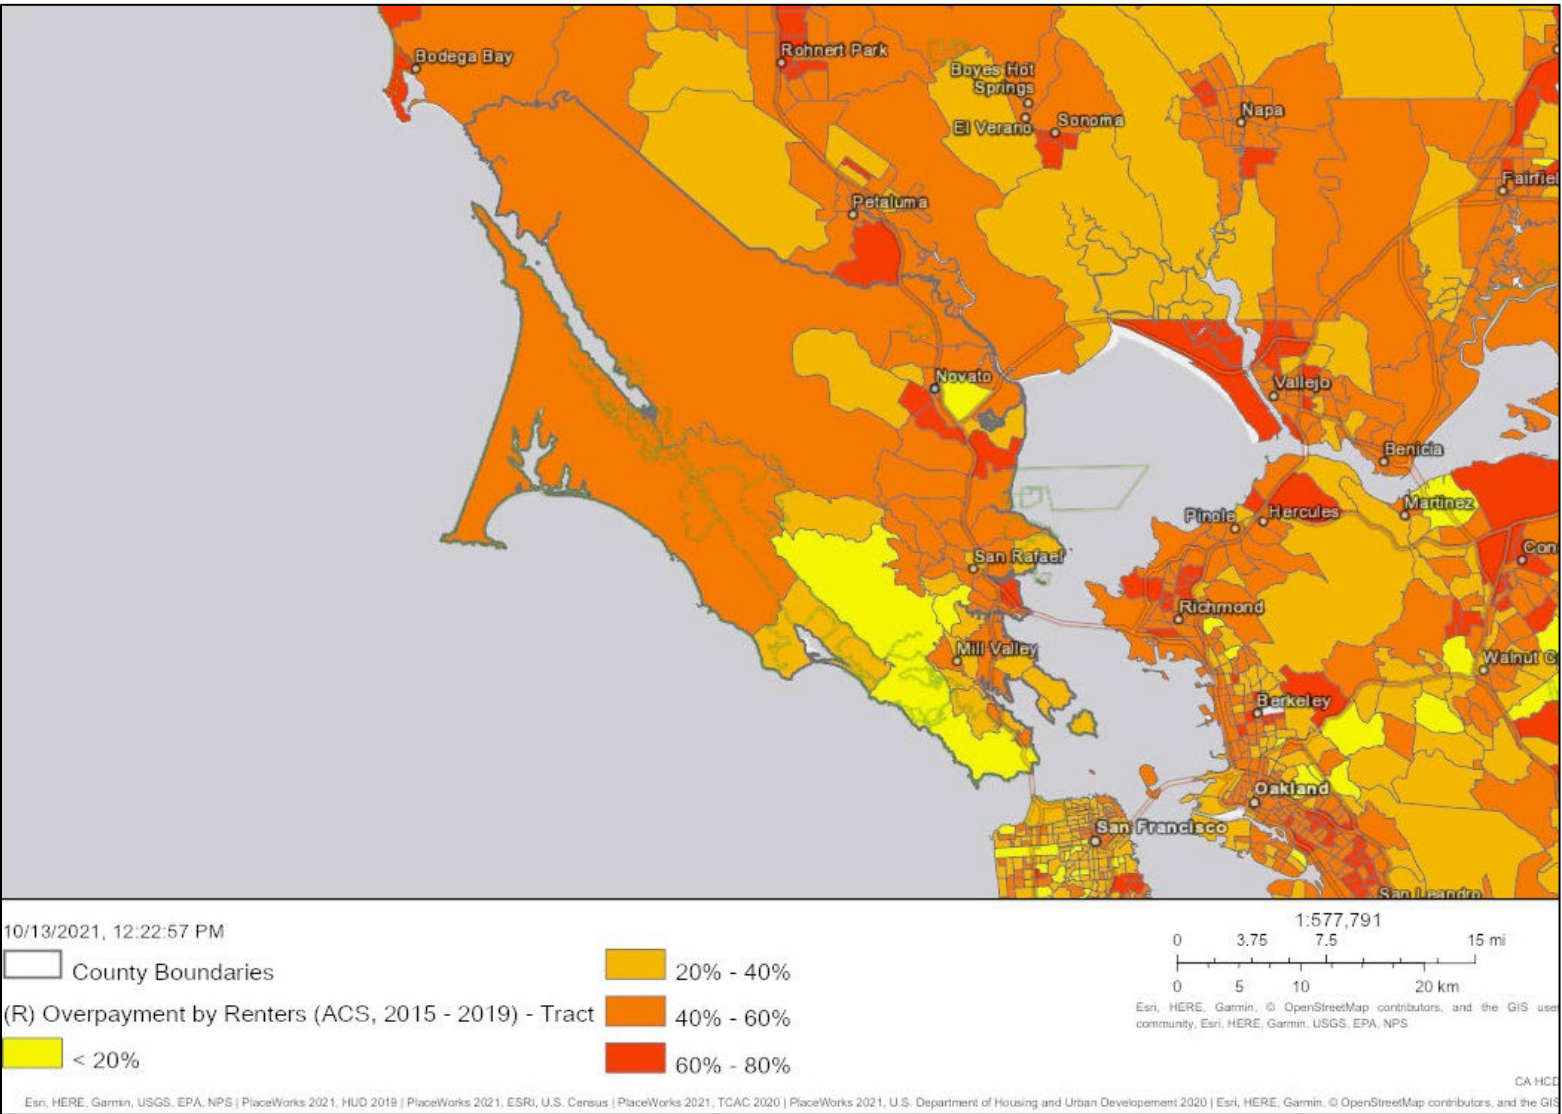 Bodega Bay
Rohnert Park
Boyes Hot
Springs
El Verano
Sonoma
Napa
Fairfiel
Petaluma
Novato
Vallejo
Benicia
Martinez
Pinole
Hercules
Con
San Rafael
Richmond
Mill Valley
Walnut C
Berkeley
Oakland
San Francisco
San Leandro
10/13/2021, 12:22:57 PM
County Boundaries
(R) Overpayment by Renters (ACS, 2015 - 2019) - Tract
< 20%
20% - 40%
40% - 60%
60% - 80%
1:577,791
0 3.75 7.5 15 mi
0 5 10 20 km
Esri, HERE, Garmin, © OpenStreetMap contributors, and the GIS user
community, Esri, HERE, Garmin, USGS, EPA, NPS
CA HCD
Esri, HERE, Garmin, USGS, EPA, NPS | PlaceWorks 2021, HUD 2019 | PlaceWorks 2021, ESRI, U.S. Census | PlaceWorks 2021, TCAC 2020 | PlaceWorks 2021, U.S. Department of Housing and Urban Developement 2020 | Esri, HERE, Garmin, © OpenStreetMap contributors, and the GIS